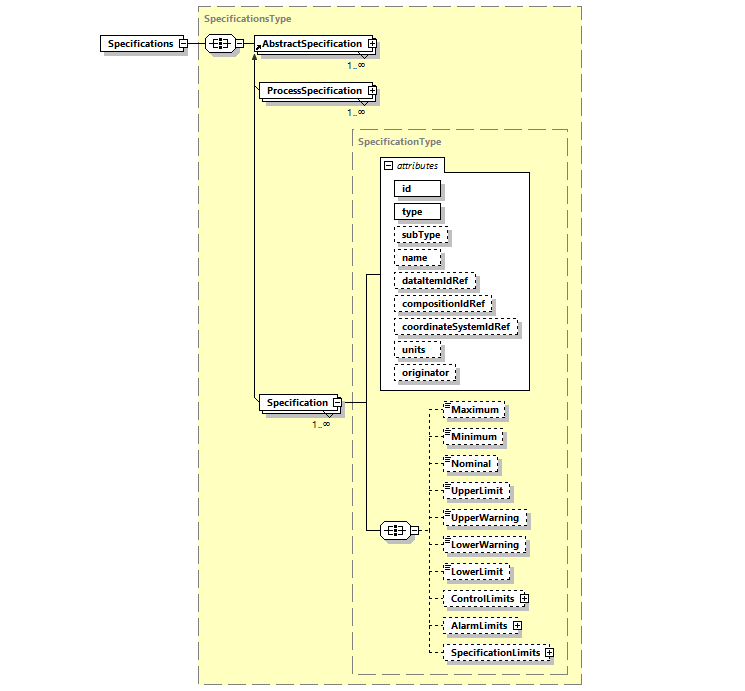 SpecificationsType
Specifications
AbstractSpecification
1..∞
ProcessSpecification
1..∞
SpecificationType
attributes
id
type
subType
name
dataItemIdRef
compositionIdRef
coordinateSystemIdRef
units
originator
Specification
1..∞
Maximum
Minimum
Nominal
UpperLimit
UpperWarning
LowerWarning
LowerLimit
ControlLimits
AlarmLimits
SpecificationLimits